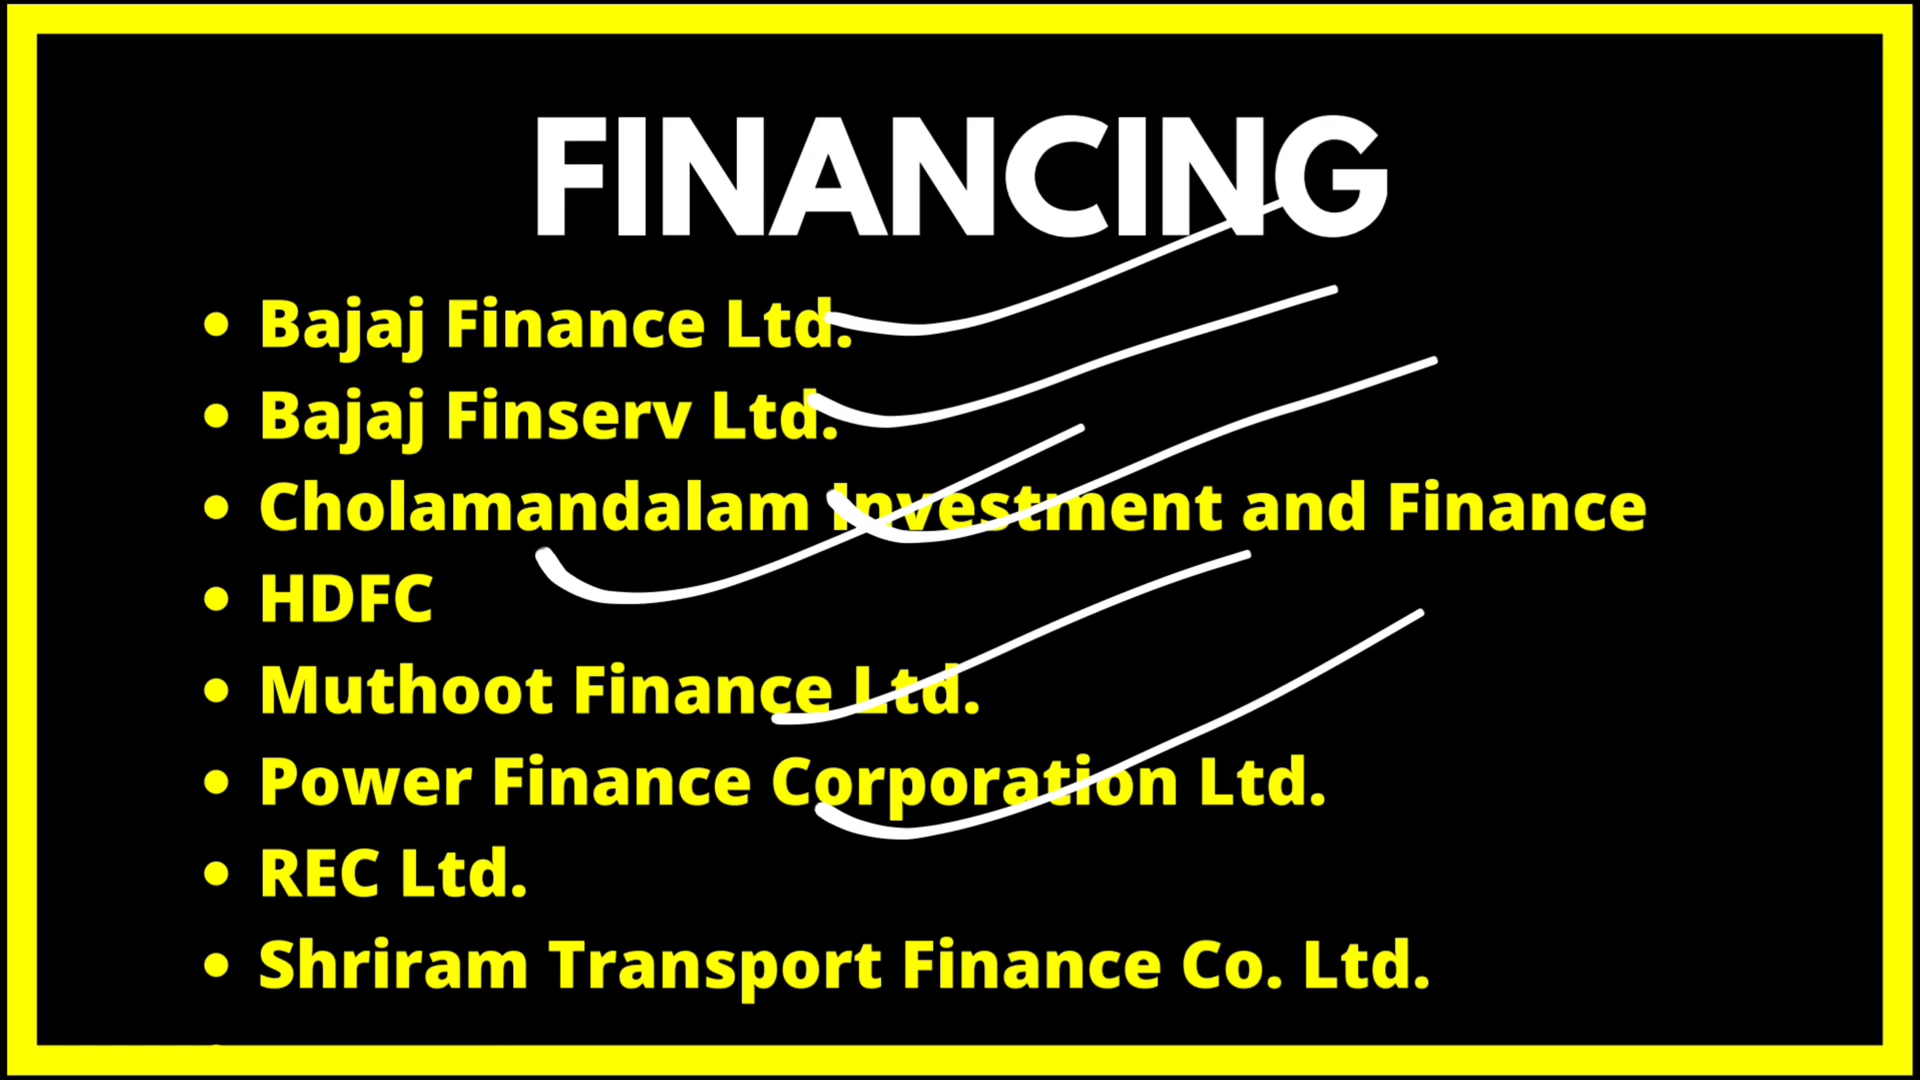 FINANCING
• Bajaj Finance Ltd.
• Bajaj Finserv Ltd.
• Cholamandalam Investment and Finance
• HDFC
• Muthoot Finance Ltd.
• Power Finance Corporation Ltd.
• REC Ltd.
• Shriram Transport Finance Co. Ltd.